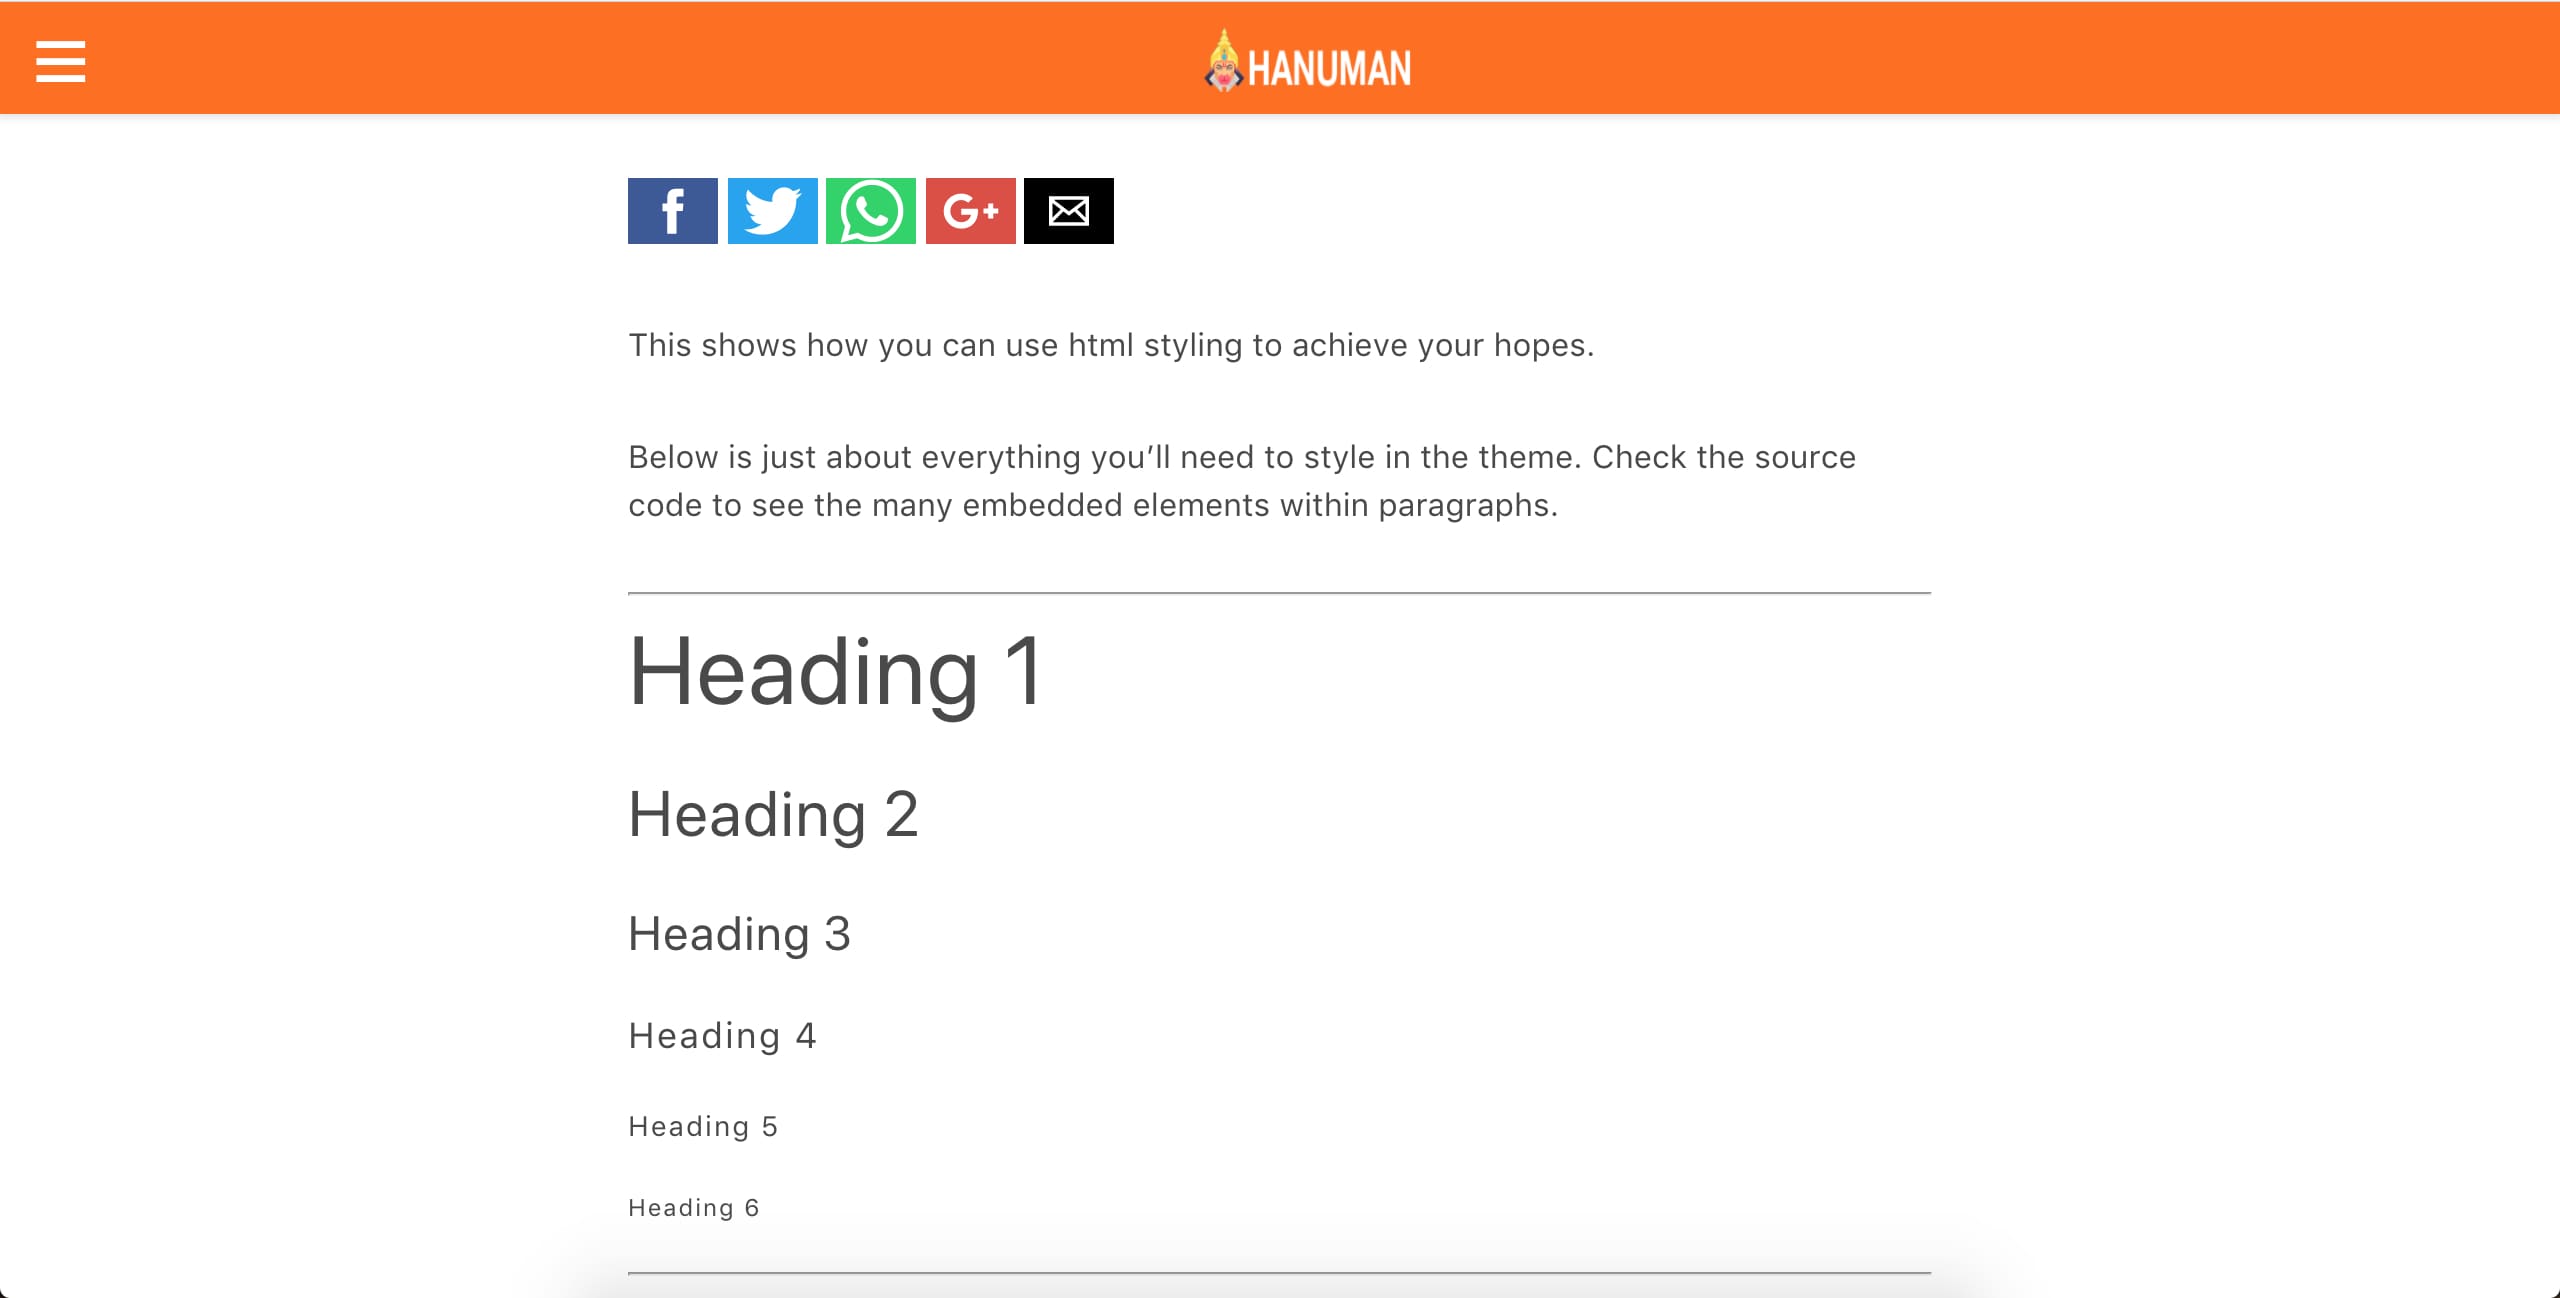 HANUMAN
f
G+
This shows how you can use html styling to achieve your hopes.
Below is just about everything you’ll need to style in the theme. Check the source
code to see the many embedded elements within paragraphs.
Heading 1
Heading 2
Heading 3
Heading 4
Heading 5
Heading 6